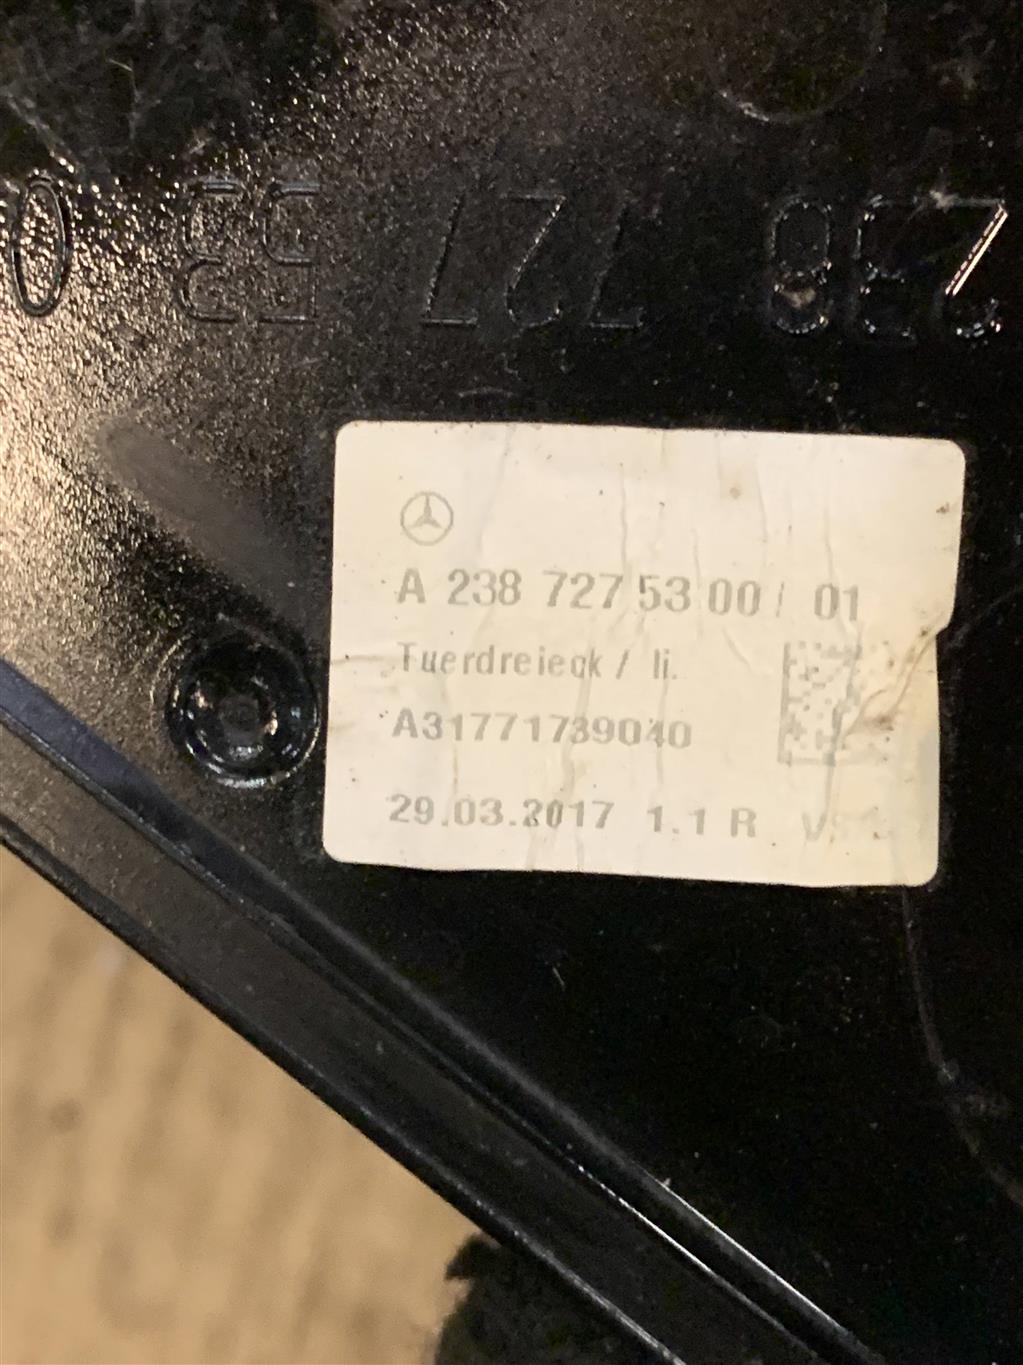 238 727 53 0
A 238 727 53 00 / 01
Tuerdreieck / li.
A31771739040
29.03.2017 1.1 R